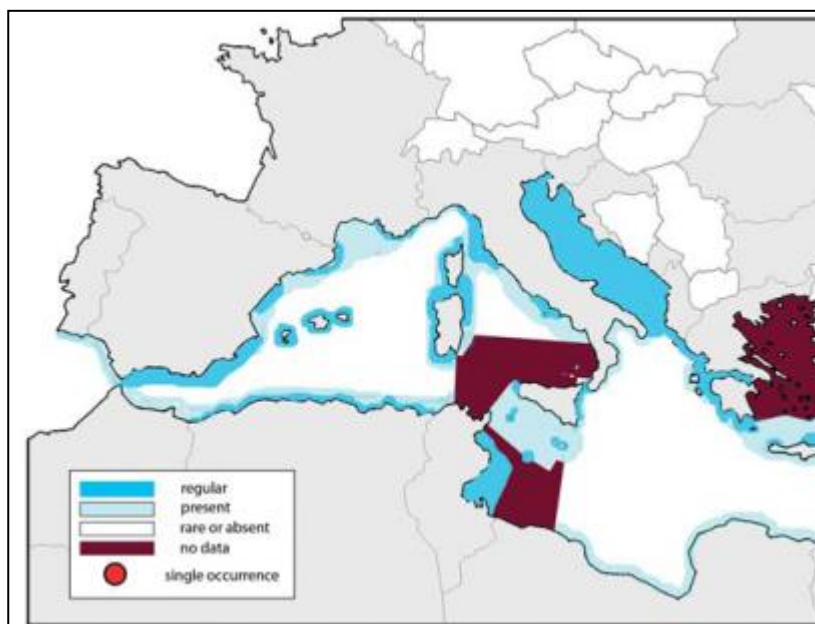 regular
present
rare or absent
no data
single occurrence